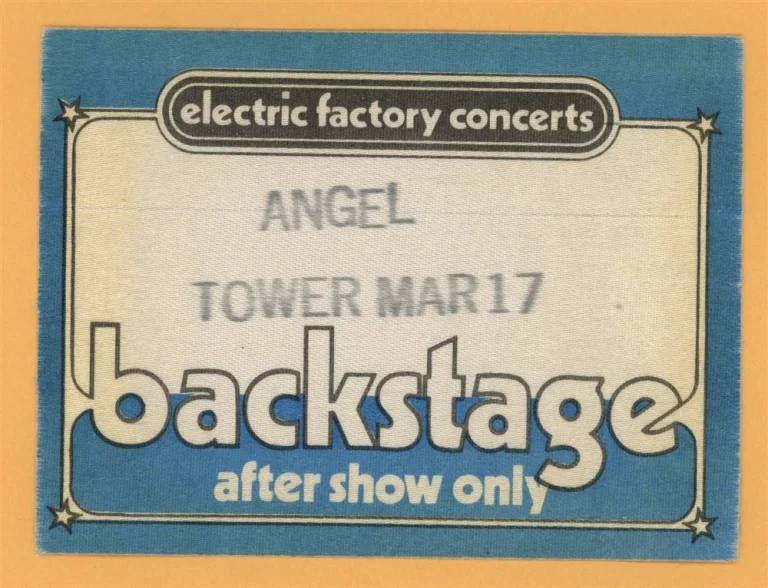 electric factory concerts
ANGEL
TOWER MAR 17
backstage
after show only